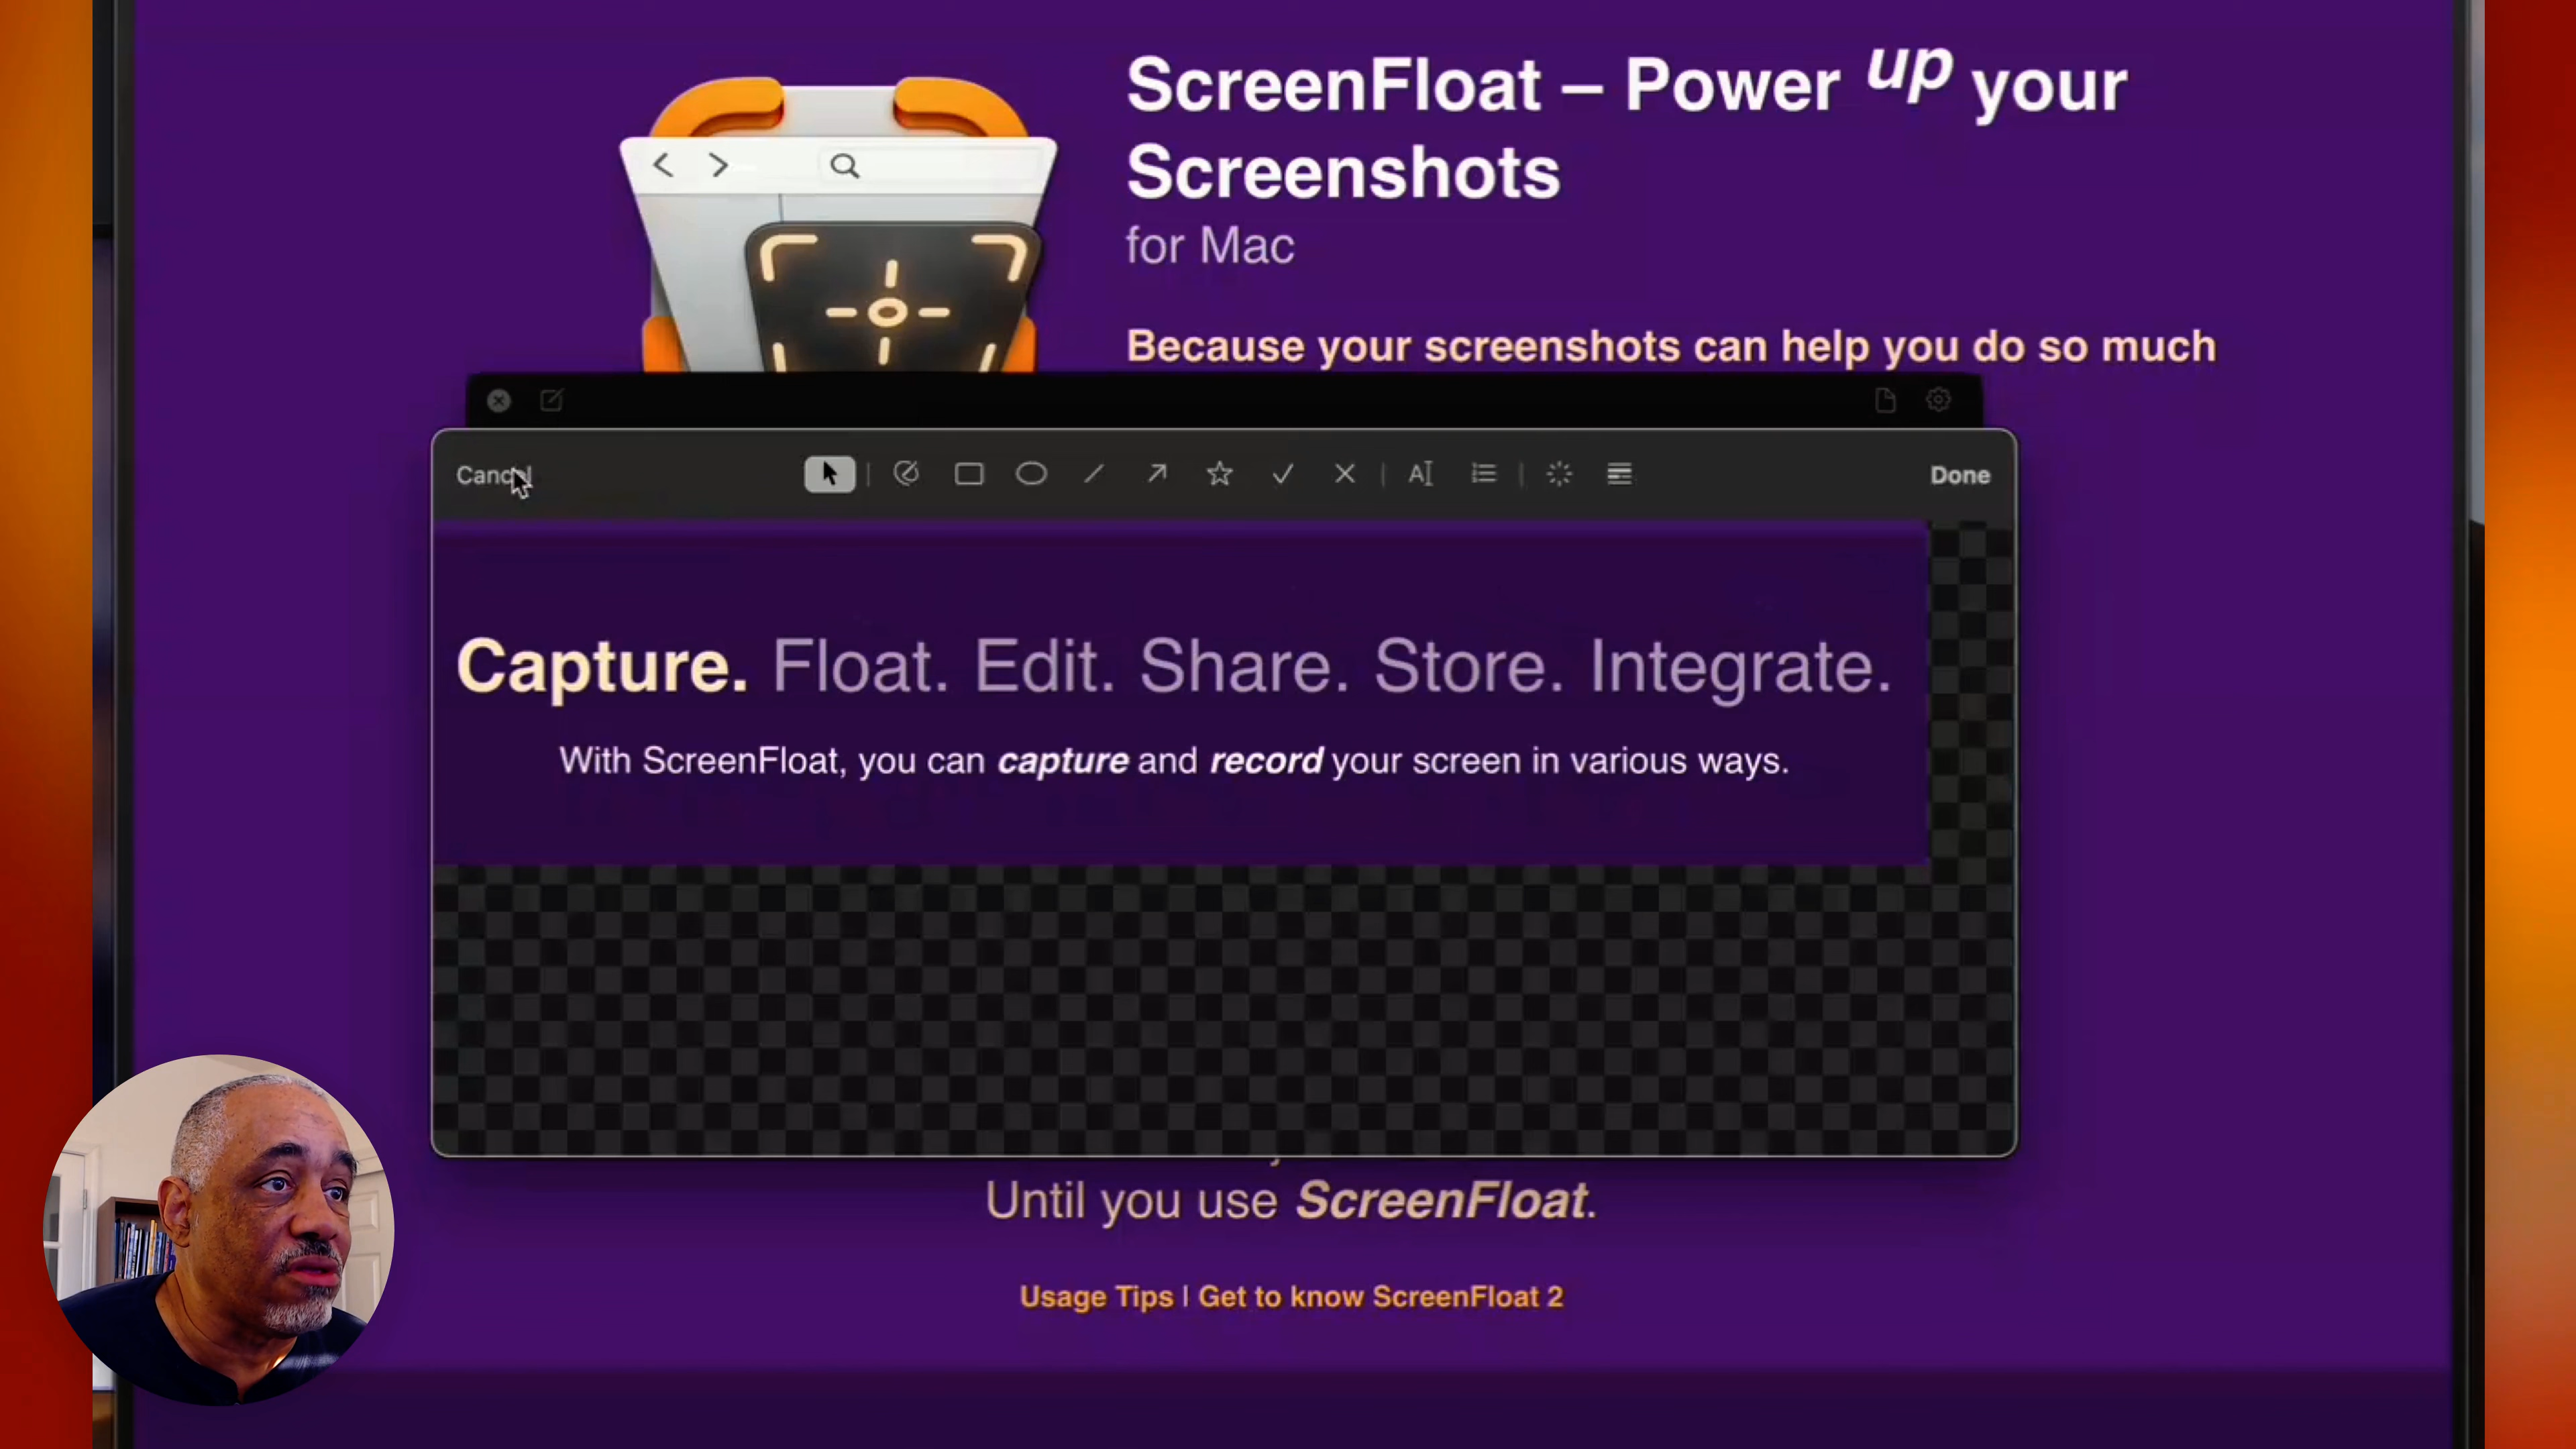 ScreenFloat – Power up your
Screenshots
for Mac
Because your screenshots can help you do so much
Cancel
Done
Capture. Float. Edit. Share. Store. Integrate.
With ScreenFloat, you can capture and record your screen in various ways.
Until you use ScreenFloat.
Usage Tips | Get to know ScreenFloat 2